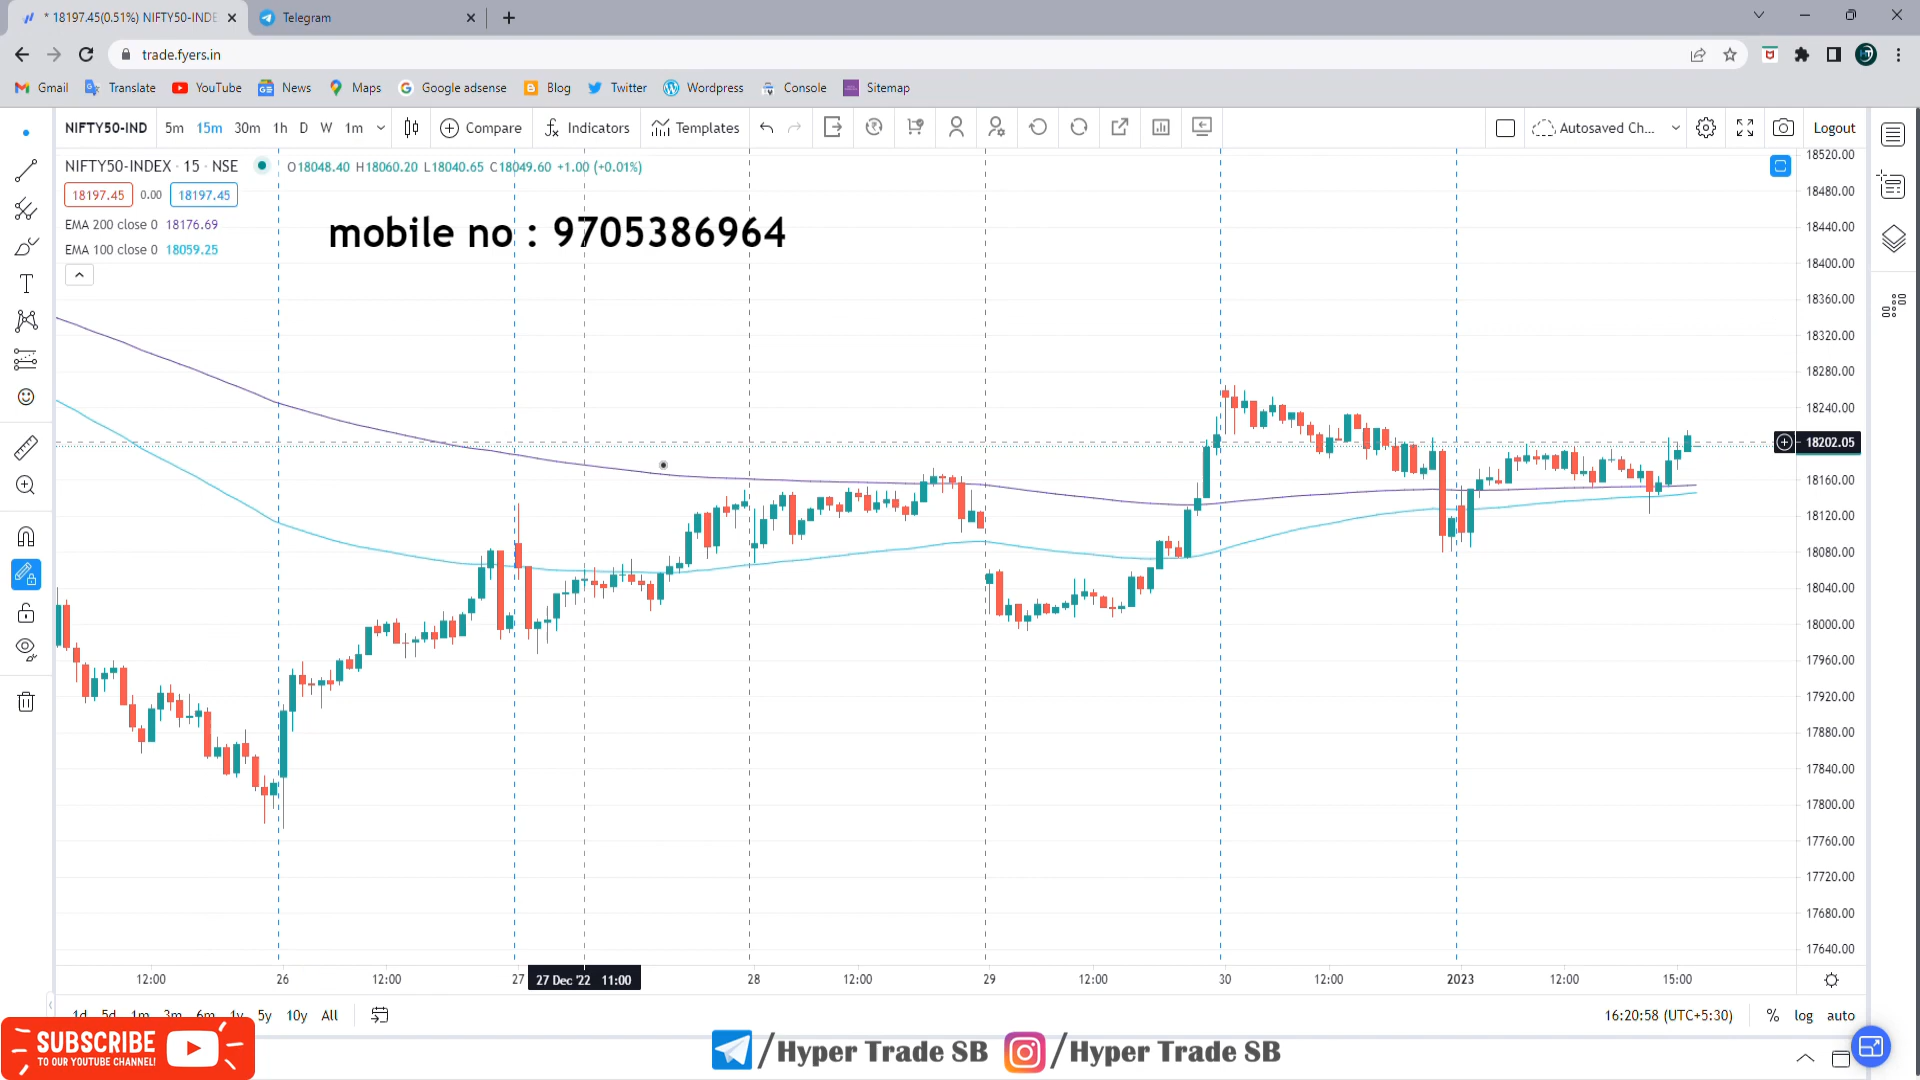 * 18197.45(0.51%) NIFTY50-INDE
Telegram
trade.fyers.in
Gmail Translate YouTube News Maps Google adsense Blog Twitter Wordpress Console Sitemap
NIFTY50-IND 5m 15m 30m 1h D W 1m Compare Indicators Templates Autosaved Ch... Logout
NIFTY50-INDEX · 15 · NSE O18048.40 H18060.20 L18040.65 C18049.60 +1.00 (+0.01%)
18197.45 0.00 18197.45
EMA 200 close 0 18176.69
EMA 100 close 0 18059.25
mobile no : 9705386964
18520.00
18480.00
18440.00
18400.00
18360.00
18320.00
18280.00
18240.00
18202.05
18160.00
18120.00
18080.00
18040.00
18000.00
17960.00
17920.00
17880.00
17840.00
17800.00
17760.00
17720.00
17680.00
17640.00
12:00 26 12:00 27 27 Dec '22 11:00 28 12:00 29 12:00 30 12:00 2023 12:00 15:00
1d 5d 1m 3m 6m 1y 5y 10y All 16:20:58 (UTC+5:30) % log auto
SUBSCRIBE
TO OUR YOUTUBE CHANNEL!
/Hyper Trade SB /Hyper Trade SB